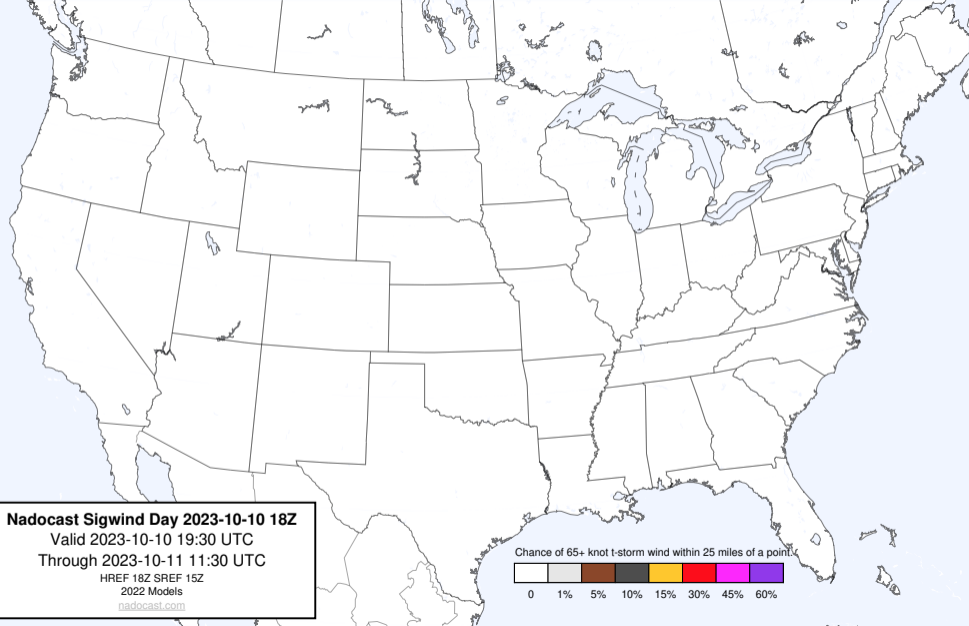 Nadocast Sigwind Day 2023-10-10 18Z
Valid 2023-10-10 19:30 UTC
Through 2023-10-11 11:30 UTC
HREF 18Z SREF 15Z
2022 Models
nadocast.com
Chance of 65+ knot t-storm wind within 25 miles of a point.
0 1% 5% 10% 15% 30% 45% 60%